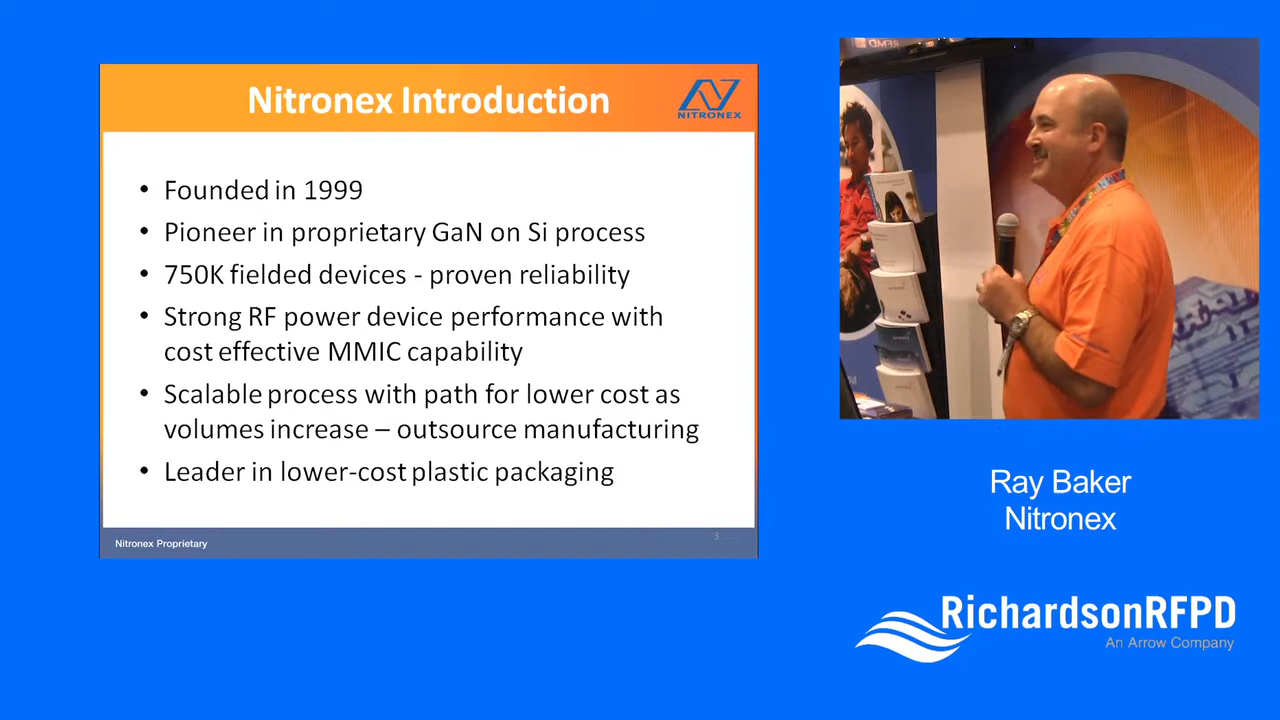 Nitronex Introduction
NITRONEX
• Founded in 1999
• Pioneer in proprietary GaN on Si process
• 750K fielded devices - proven reliability
• Strong RF power device performance with
cost effective MMIC capability
• Scalable process with path for lower cost as
volumes increase – outsource manufacturing
• Leader in lower-cost plastic packaging
Nitronex Proprietary
3
RFMD
Ray Baker
Nitronex
RichardsonRFPD
An Arrow Company